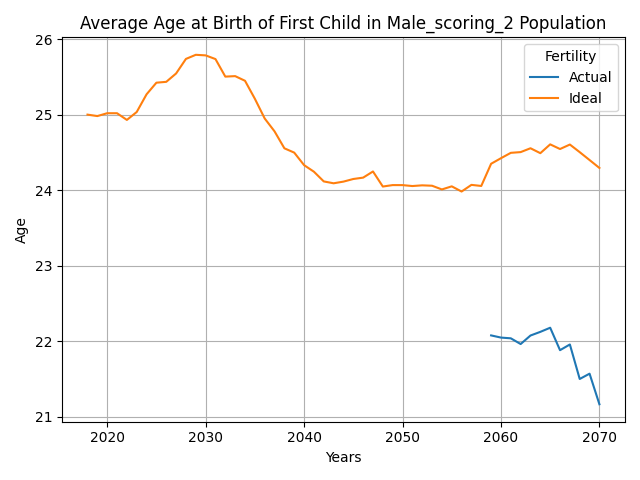 Average Age at Birth of First Child in Male_scoring_2 Population
26
25
24
23
22
21
Age
Fertility
Actual
Ideal
2020 2030 2040 2050 2060 2070
Years